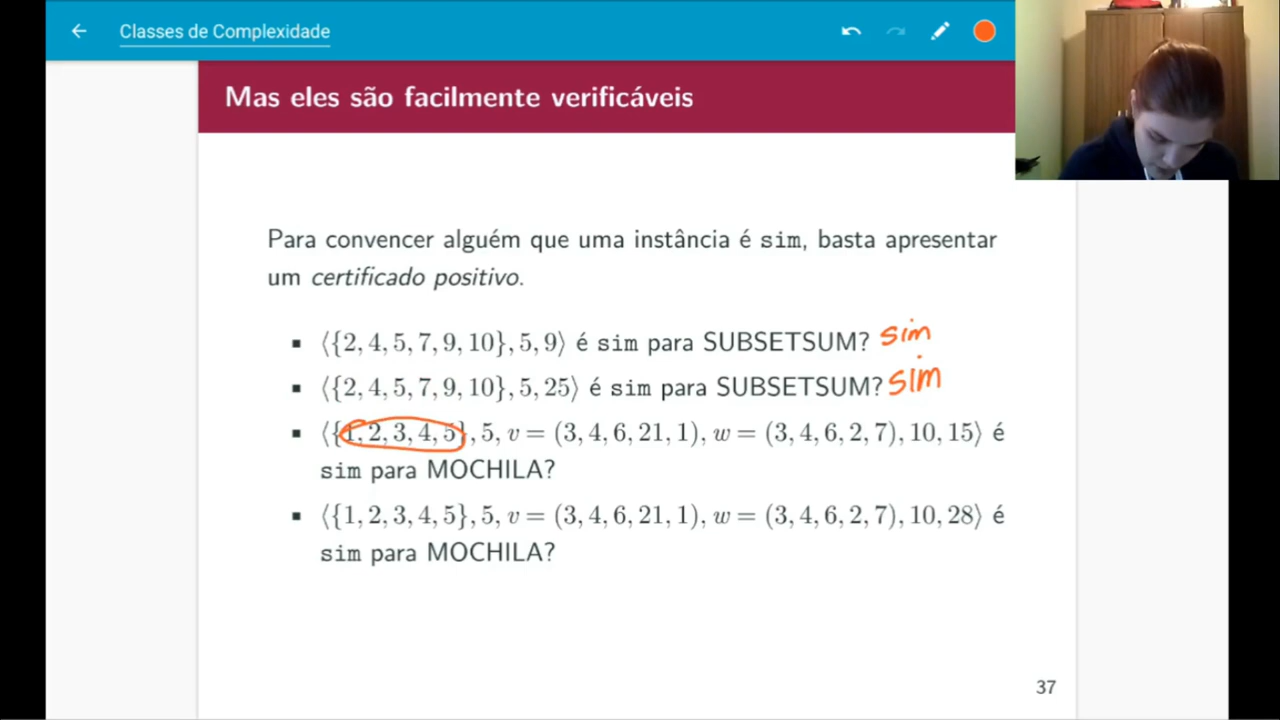 Classes de Complexidade
Mas eles são facilmente verificáveis
Para convencer alguém que uma instância é sim, basta apresentar
um certificado positivo.
▪ ⟨{2, 4, 5, 7, 9, 10}, 5, 9⟩ é sim para SUBSETSUM? sim
▪ ⟨{2, 4, 5, 7, 9, 10}, 5, 25⟩ é sim para SUBSETSUM? sim
▪ ⟨{1, 2, 3, 4, 5}, 5, v = (3, 4, 6, 21, 1), w = (3, 4, 6, 2, 7), 10, 15⟩ é
sim para MOCHILA?
▪ ⟨{1, 2, 3, 4, 5}, 5, v = (3, 4, 6, 21, 1), w = (3, 4, 6, 2, 7), 10, 28⟩ é
sim para MOCHILA?
37